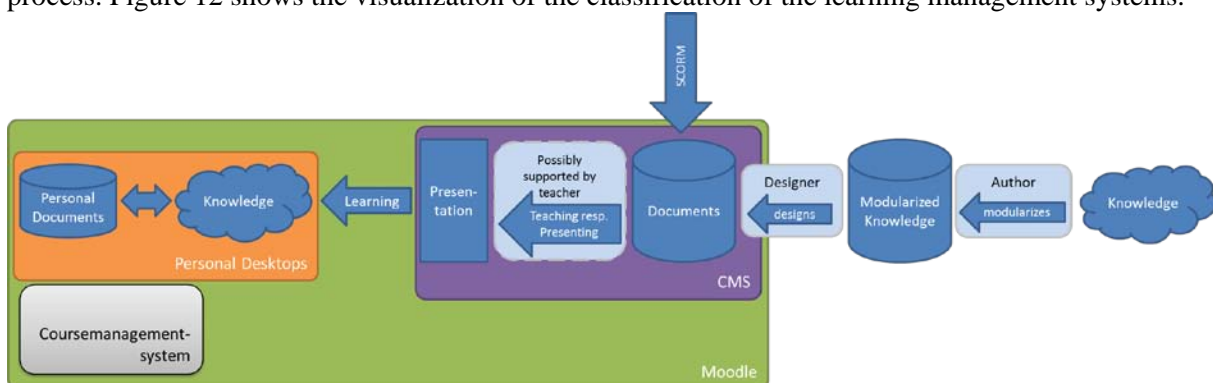 process. Figure 12 shows the visualization of the classification of the learning management systems.
SCORM
Personal
Documents
Knowledge
Personal Desktops
Learning
Presen-
tation
Possibly
supported by
teacher
Teaching resp.
Presenting
Documents
CMS
Designer
designs
Modularized
Knowledge
Author
modularizes
Knowledge
Coursemanagement-
system
Moodle